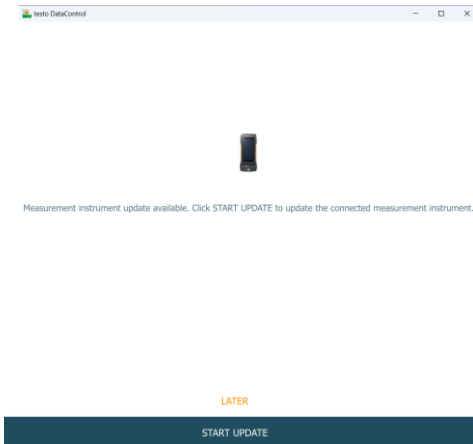 testo DataControl
Measurement instrument update available. Click START UPDATE to update the connected measurement instrument.
LATER
START UPDATE